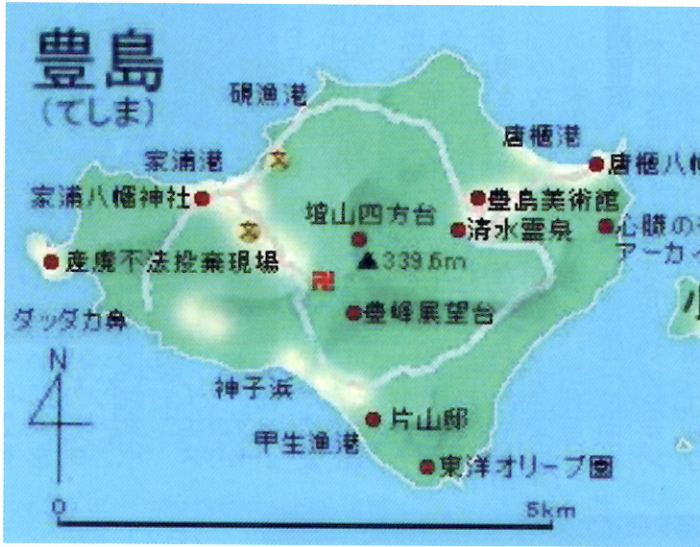 豊島
(てしま)
硯漁港
家浦港
唐櫃港
唐櫃八幡
家浦八幡神社
豊島美術館
壇山四方台
清水霊泉
心臓の
アーカイ
文
文
産廃不法投棄現場
339.6m
卍
豊峰展望台
ダッダカ鼻
小
N
神子浜
片山邸
甲生漁港
東洋オリーブ園
0
5km